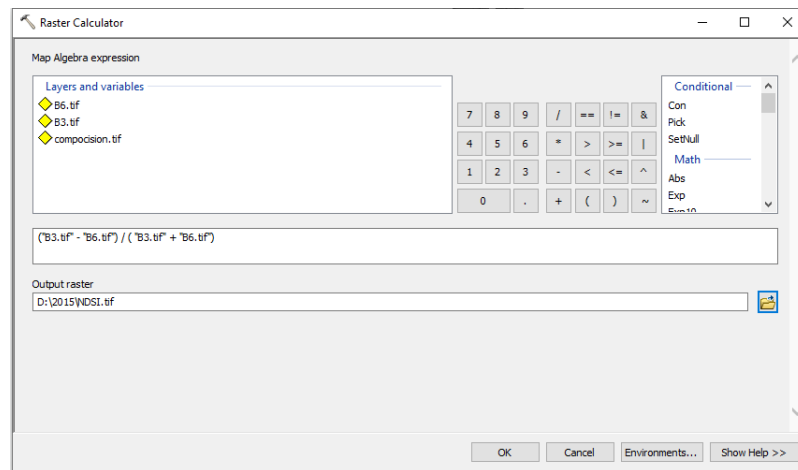 Raster Calculator
Map Algebra expression
Layers and variables
B6.tif
B3.tif
compocision.tif
7 8 9 / == != &
4 5 6 * > >= |
1 2 3 - < <= ^
0 . + ( ) ~
Conditional
Con
Pick
SetNull
Math
Abs
Exp
Exp10
("B3.tif" - "B6.tif") / ( "B3.tif" + "B6.tif")
Output raster
D:\2015\NDSI.tif
OK Cancel Environments... Show Help >>